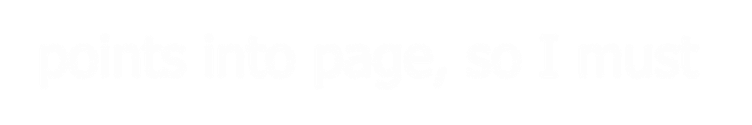 points into page, so I must